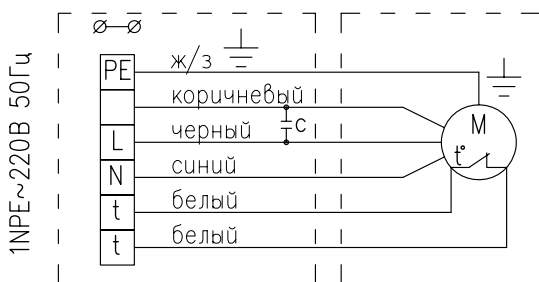 1NPE~220В 50Гц
PE ж/з
коричневый
L черный C M
N синий t°
t белый
t белый